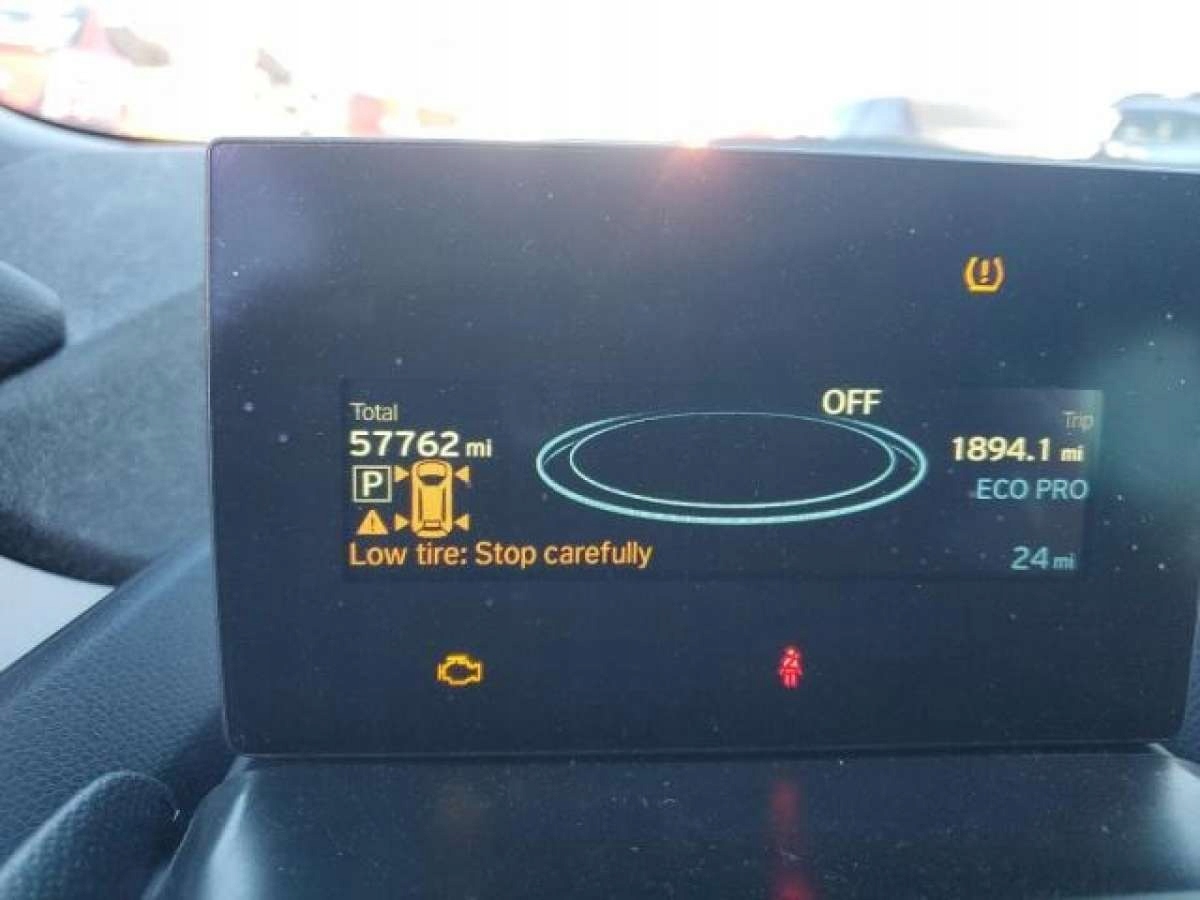 OFF
Total
57762 mi
Trip
1894.1 mi
P
ECO PRO
Low tire: Stop carefully
24 mi